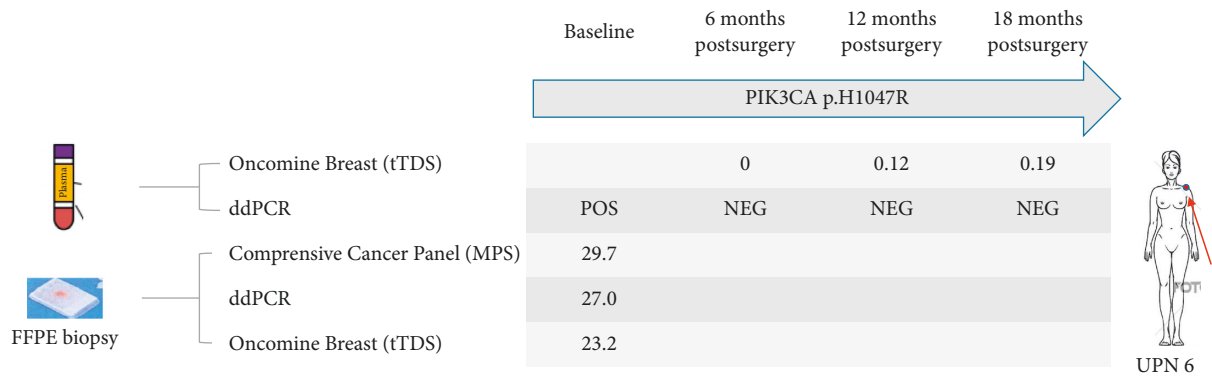 Baseline
6 months
postsurgery
12 months
postsurgery
18 months
postsurgery
PIK3CA p.H1047R
Plasma
Oncomine Breast (tTDS) 0 0.12 0.19
ddPCR POS NEG NEG NEG
Comprensive Cancer Panel (MPS) 29.7
ddPCR 27.0
Oncomine Breast (tTDS) 23.2
FFPE biopsy
UPN 6